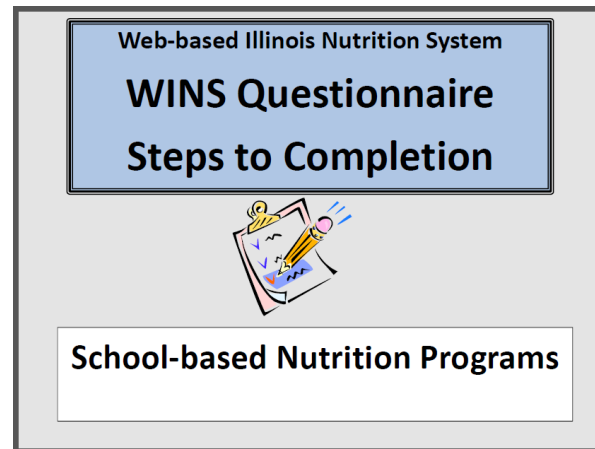 Web-based Illinois Nutrition System
WINS Questionnaire
Steps to Completion
School-based Nutrition Programs